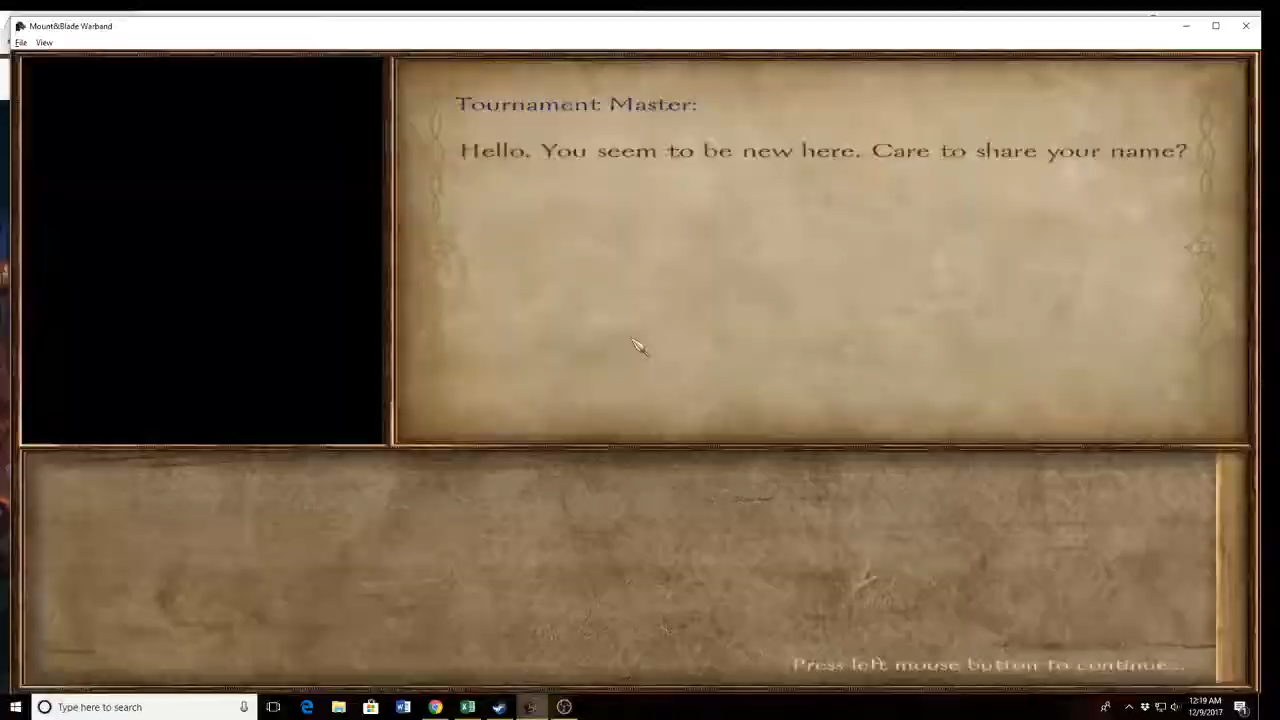 Mount&Blade Warband
File View
Tournament Master:
Hello. You seem to be new here. Care to share your name?
Press left mouse button to continue...
Type here to search
12:19 AM
12/9/2017